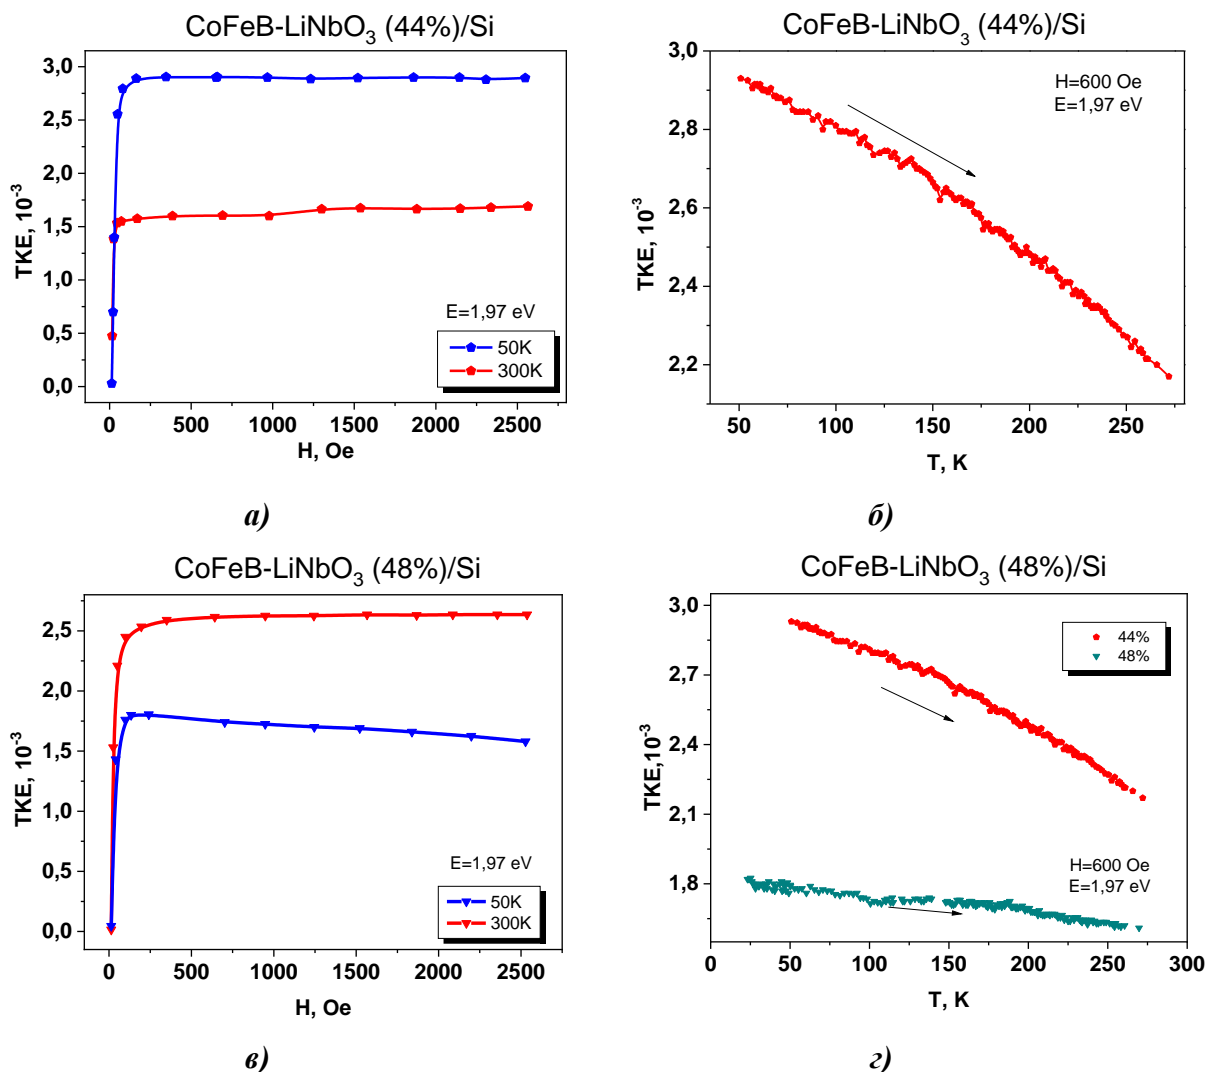 CoFeB-LiNbO₃ (44%)/Si
3,0
2,5
2,0
1,5
1,0
0,5
0,0
TKE, 10⁻³
E=1,97 eV
50K
300K
0 500 1000 1500 2000 2500
H, Oe
а)
CoFeB-LiNbO₃ (44%)/Si
3,0
2,8
2,6
2,4
2,2
TKE, 10⁻³
H=600 Oe
E=1,97 eV
50 100 150 200 250
T, K
б)
CoFeB-LiNbO₃ (48%)/Si
2,5
2,0
1,5
1,0
0,5
0,0
TKE, 10⁻³
E=1,97 eV
50K
300K
0 500 1000 1500 2000 2500
H, Oe
в)
CoFeB-LiNbO₃ (48%)/Si
3,0
2,7
2,4
2,1
1,8
TKE,10⁻³
44%
48%
H=600 Oe
E=1,97 eV
0 50 100 150 200 250 300
T, K
г)